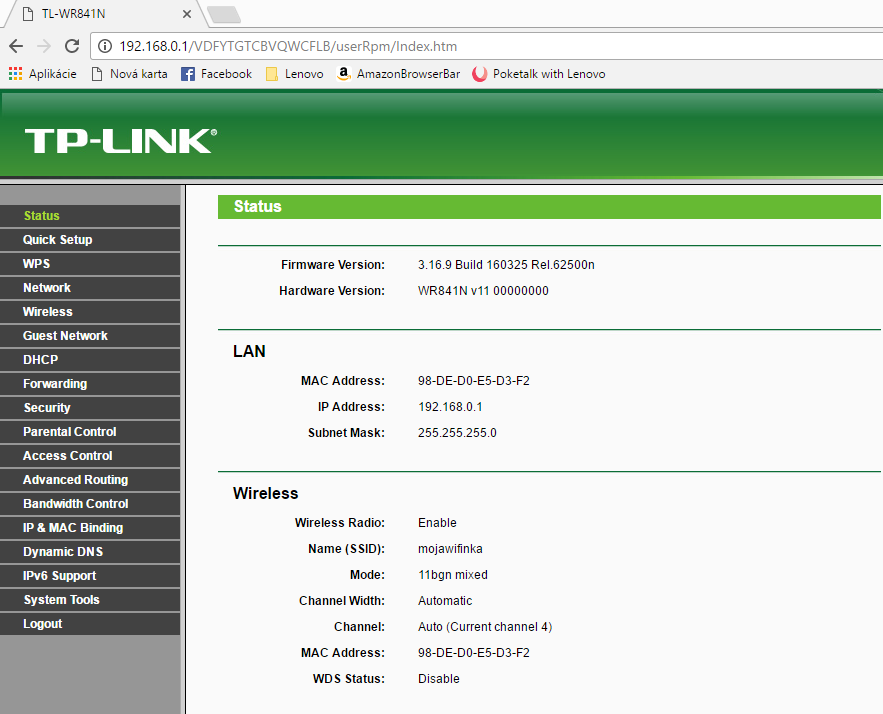 TL-WR841N
192.168.0.1/VDFYTGTCBVQWCFLB/userRpm/Index.htm
Aplikácie Nová karta Facebook Lenovo AmazonBrowserBar Poketalk with Lenovo
TP-LINK®
Status
Quick Setup
WPS
Network
Wireless
Guest Network
DHCP
Forwarding
Security
Parental Control
Access Control
Advanced Routing
Bandwidth Control
IP & MAC Binding
Dynamic DNS
IPv6 Support
System Tools
Logout
Status
Firmware Version: 3.16.9 Build 160325 Rel.62500n
Hardware Version: WR841N v11 00000000
LAN
MAC Address: 98-DE-D0-E5-D3-F2
IP Address: 192.168.0.1
Subnet Mask: 255.255.255.0
Wireless
Wireless Radio: Enable
Name (SSID): mojawifinka
Mode: 11bgn mixed
Channel Width: Automatic
Channel: Auto (Current channel 4)
MAC Address: 98-DE-D0-E5-D3-F2
WDS Status: Disable